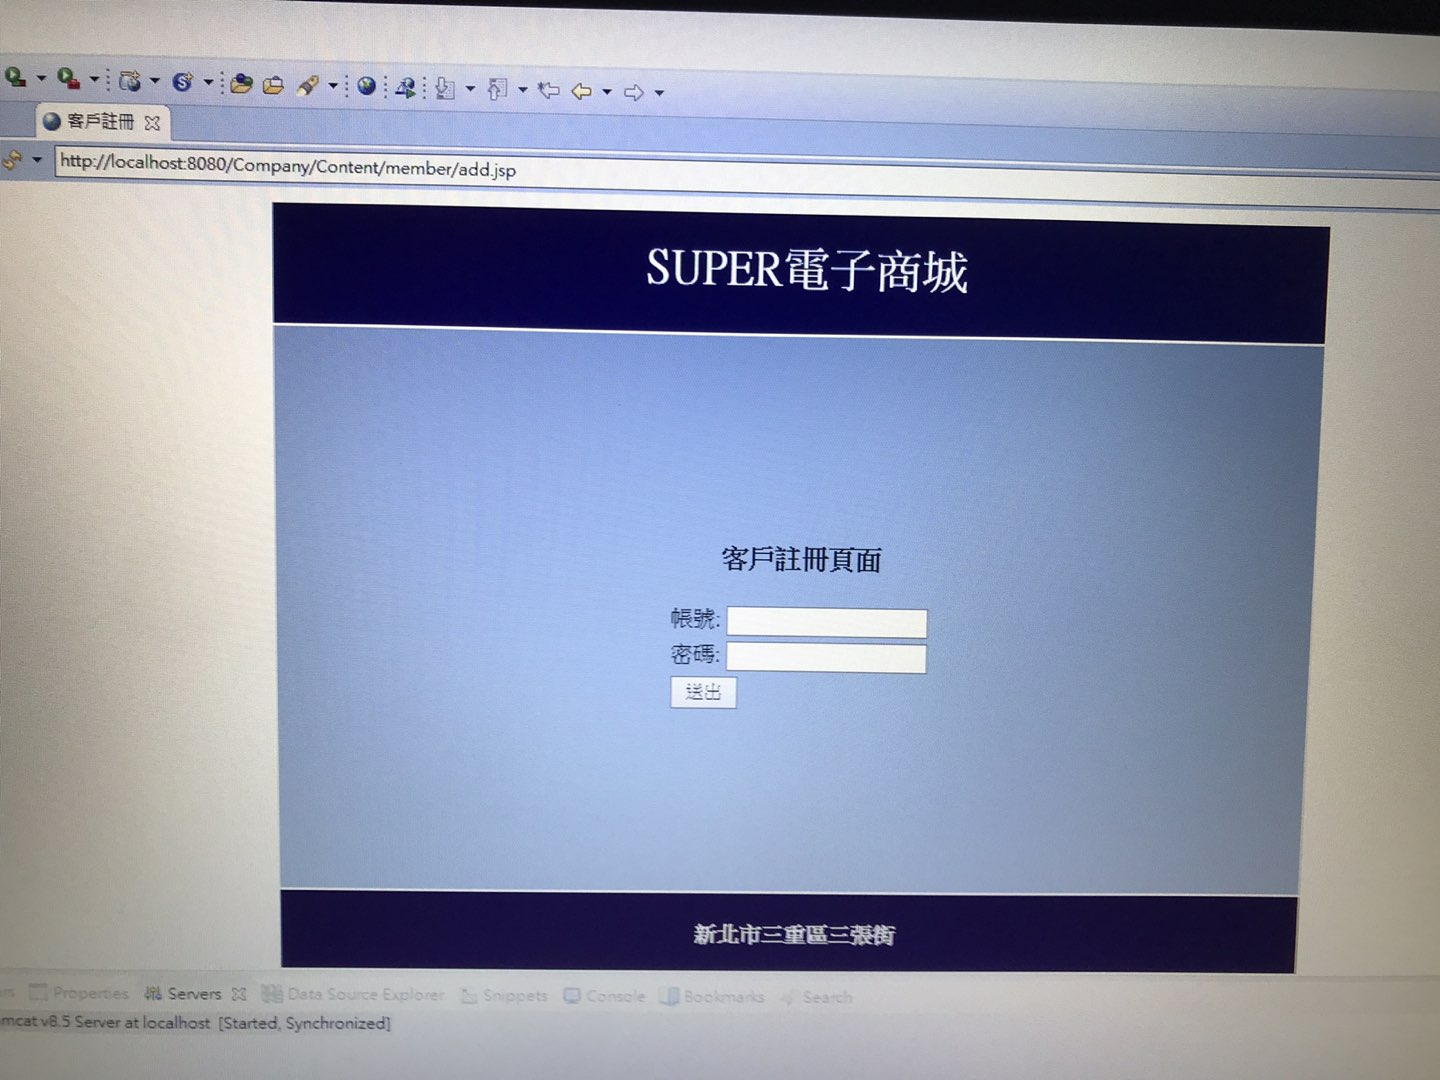 客戶註冊
http://localhost:8080/Company/Content/member/add.jsp
SUPER電子商城
客戶註冊頁面
帳號:
密碼:
送出
新北市三重區三張街
Properties Servers Data Source Explorer Snippets Console Bookmarks Search
mcat v8.5 Server at localhost [Started, Synchronized]